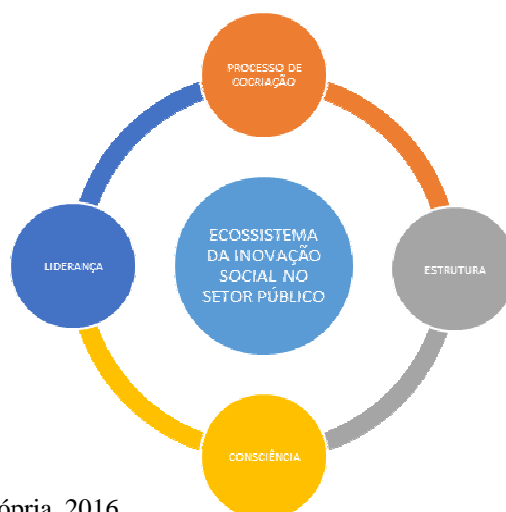 PROCESSO DE
COCRIAÇÃO
ECOSSISTEMA
DA INOVAÇÃO
SOCIAL NO
SETOR PÚBLICO
LIDERANÇA
ESTRUTURA
CONSCIÊNCIA
ópria, 2016